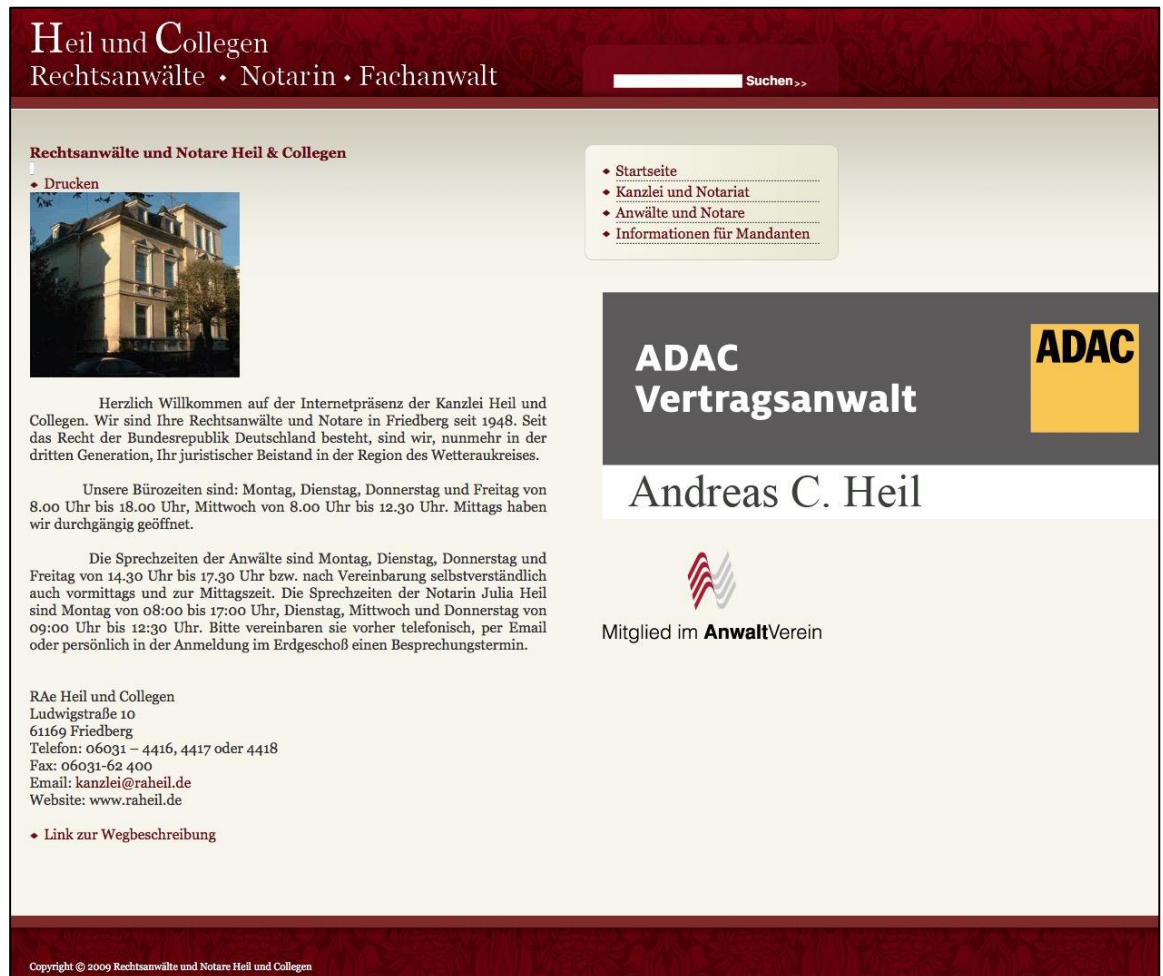 Heil und Collegen
Rechtsanwälte • Notarin • Fachanwalt
Suchen >>
Rechtsanwälte und Notare Heil & Collegen
Drucken
Herzlich Willkommen auf der Internetpräsenz der Kanzlei Heil und
Collegen. Wir sind Ihre Rechtsanwälte und Notare in Friedberg seit 1948. Seit
das Recht der Bundesrepublik Deutschland besteht, sind wir, nunmehr in der
dritten Generation, Ihr juristischer Beistand in der Region des Wetteraukreises.
Unsere Bürozeiten sind: Montag, Dienstag, Donnerstag und Freitag von
8.00 Uhr bis 18.00 Uhr, Mittwoch von 8.00 Uhr bis 12.30 Uhr. Mittags haben
wir durchgängig geöffnet.
Die Sprechzeiten der Anwälte sind Montag, Dienstag, Donnerstag und
Freitag von 14.30 Uhr bis 17.30 Uhr bzw. nach Vereinbarung selbstverständlich
auch vormittags und zur Mittagszeit. Die Sprechzeiten der Notarin Julia Heil
sind Montag von 08:00 bis 17:00 Uhr, Dienstag, Mittwoch und Donnerstag von
09:00 Uhr bis 12:30 Uhr. Bitte vereinbaren sie vorher telefonisch, per Email
oder persönlich in der Anmeldung im Erdgeschoß einen Besprechungstermin.
RAe Heil und Collegen
Ludwigstraße 10
61169 Friedberg
Telefon: 06031 – 4416, 4417 oder 4418
Fax: 06031-62 400
Email: kanzlei@raheil.de
Website: www.raheil.de
Link zur Wegbeschreibung
Startseite
Kanzlei und Notariat
Anwälte und Notare
Informationen für Mandanten
ADAC
Vertragsanwalt
ADAC
Andreas C. Heil
Mitglied im AnwaltVerein
Copyright © 2009 Rechtsanwälte und Notare Heil und Collegen